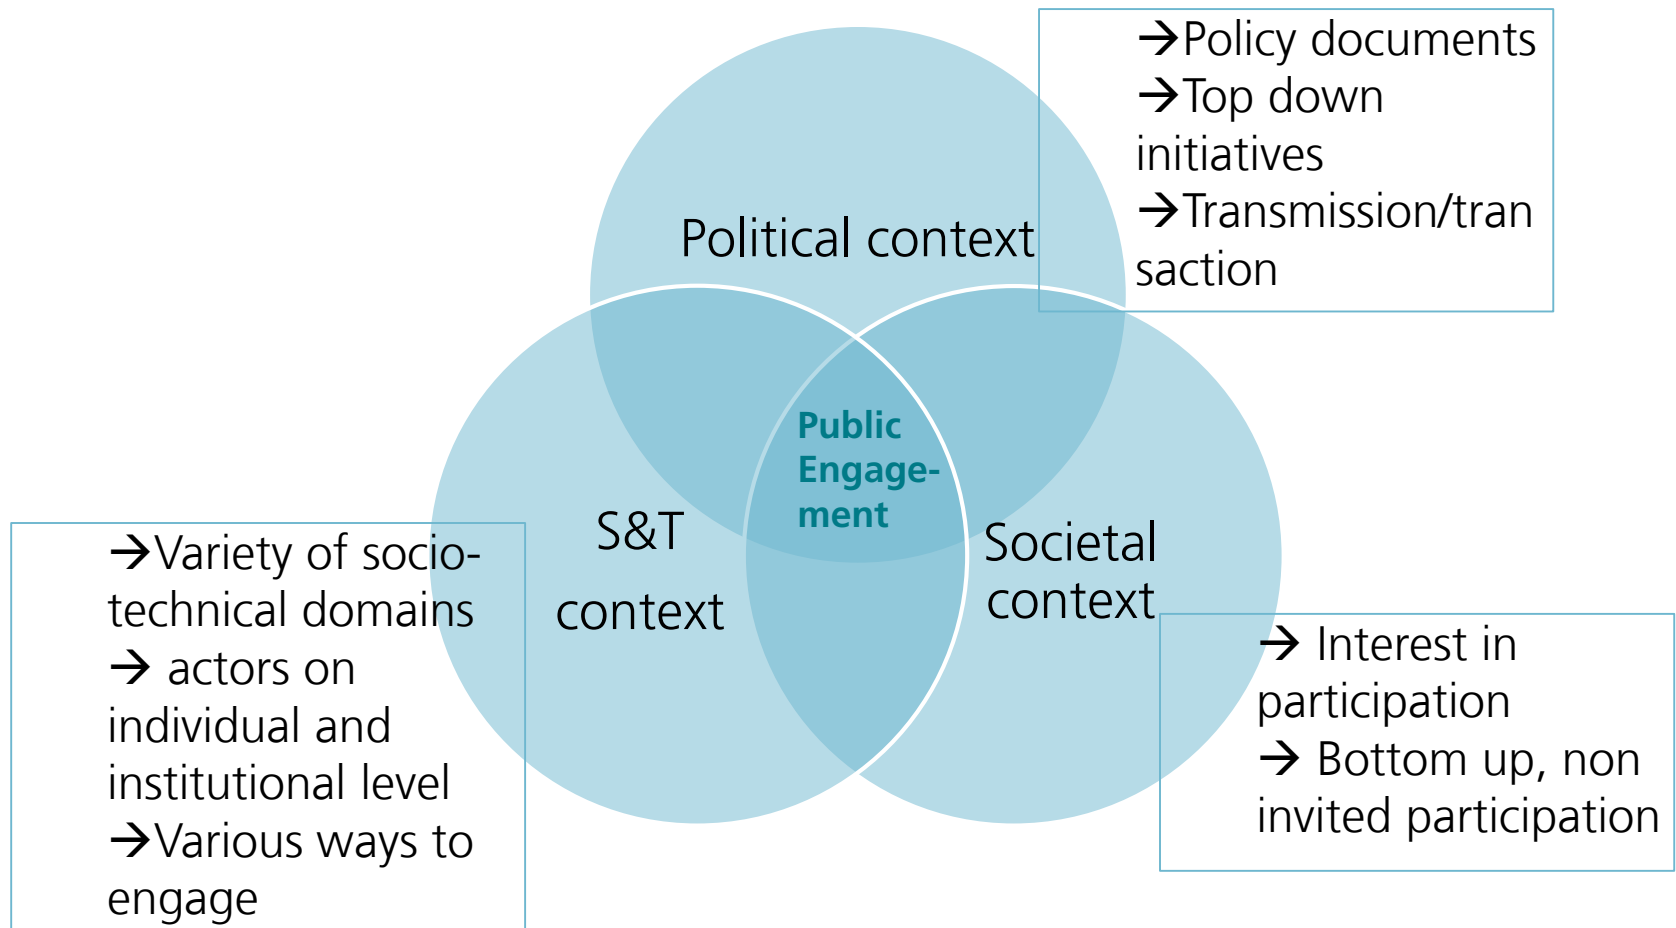 →Policy documents
→Top down
initiatives
→Transmission/tran
saction
Political context
Public
Engage-
ment
S&T
context
Societal
context
→Variety of socio-
technical domains
→ actors on
individual and
institutional level
→Various ways to
engage
→ Interest in
participation
→ Bottom up, non
invited participation